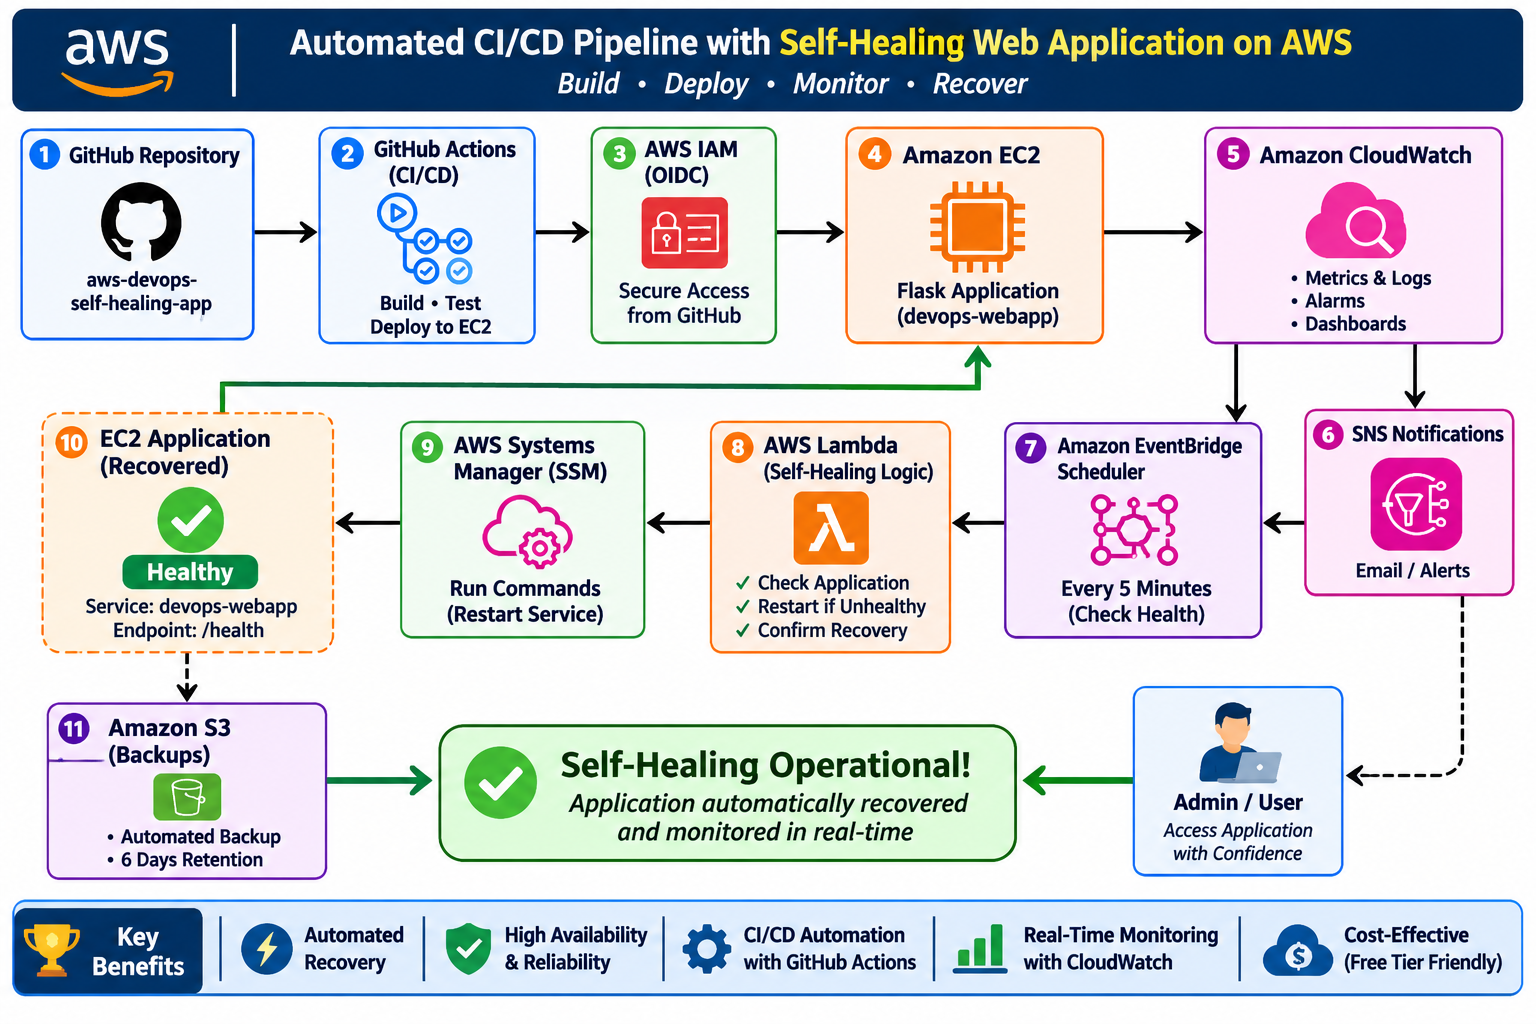 aws
Automated CI/CD Pipeline with Self-Healing Web Application on AWS
Build • Deploy • Monitor • Recover
1 GitHub Repository
aws-devops-
self-healing-app
2 GitHub Actions
(CI/CD)
Build • Test
Deploy to EC2
3 AWS IAM
(OIDC)
Secure Access
from GitHub
4 Amazon EC2
Flask Application
(devops-webapp)
5 Amazon CloudWatch
• Metrics & Logs
• Alarms
• Dashboards
10 EC2 Application
(Recovered)
Healthy
Service: devops-webapp
Endpoint: /health
9 AWS Systems
Manager (SSM)
Run Commands
(Restart Service)
8 AWS Lambda
(Self-Healing Logic)
✓ Check Application
✓ Restart if Unhealthy
✓ Confirm Recovery
7 Amazon EventBridge
Scheduler
Every 5 Minutes
(Check Health)
6 SNS Notifications
Email / Alerts
11 Amazon S3
(Backups)
• Automated Backup
• 6 Days Retention
Self-Healing Operational!
Application automatically recovered
and monitored in real-time
Admin / User
Access Application
with Confidence
Key
Benefits
Automated
Recovery
High Availability
& Reliability
CI/CD Automation
with GitHub Actions
Real-Time Monitoring
with CloudWatch
$
Cost-Effective
(Free Tier Friendly)